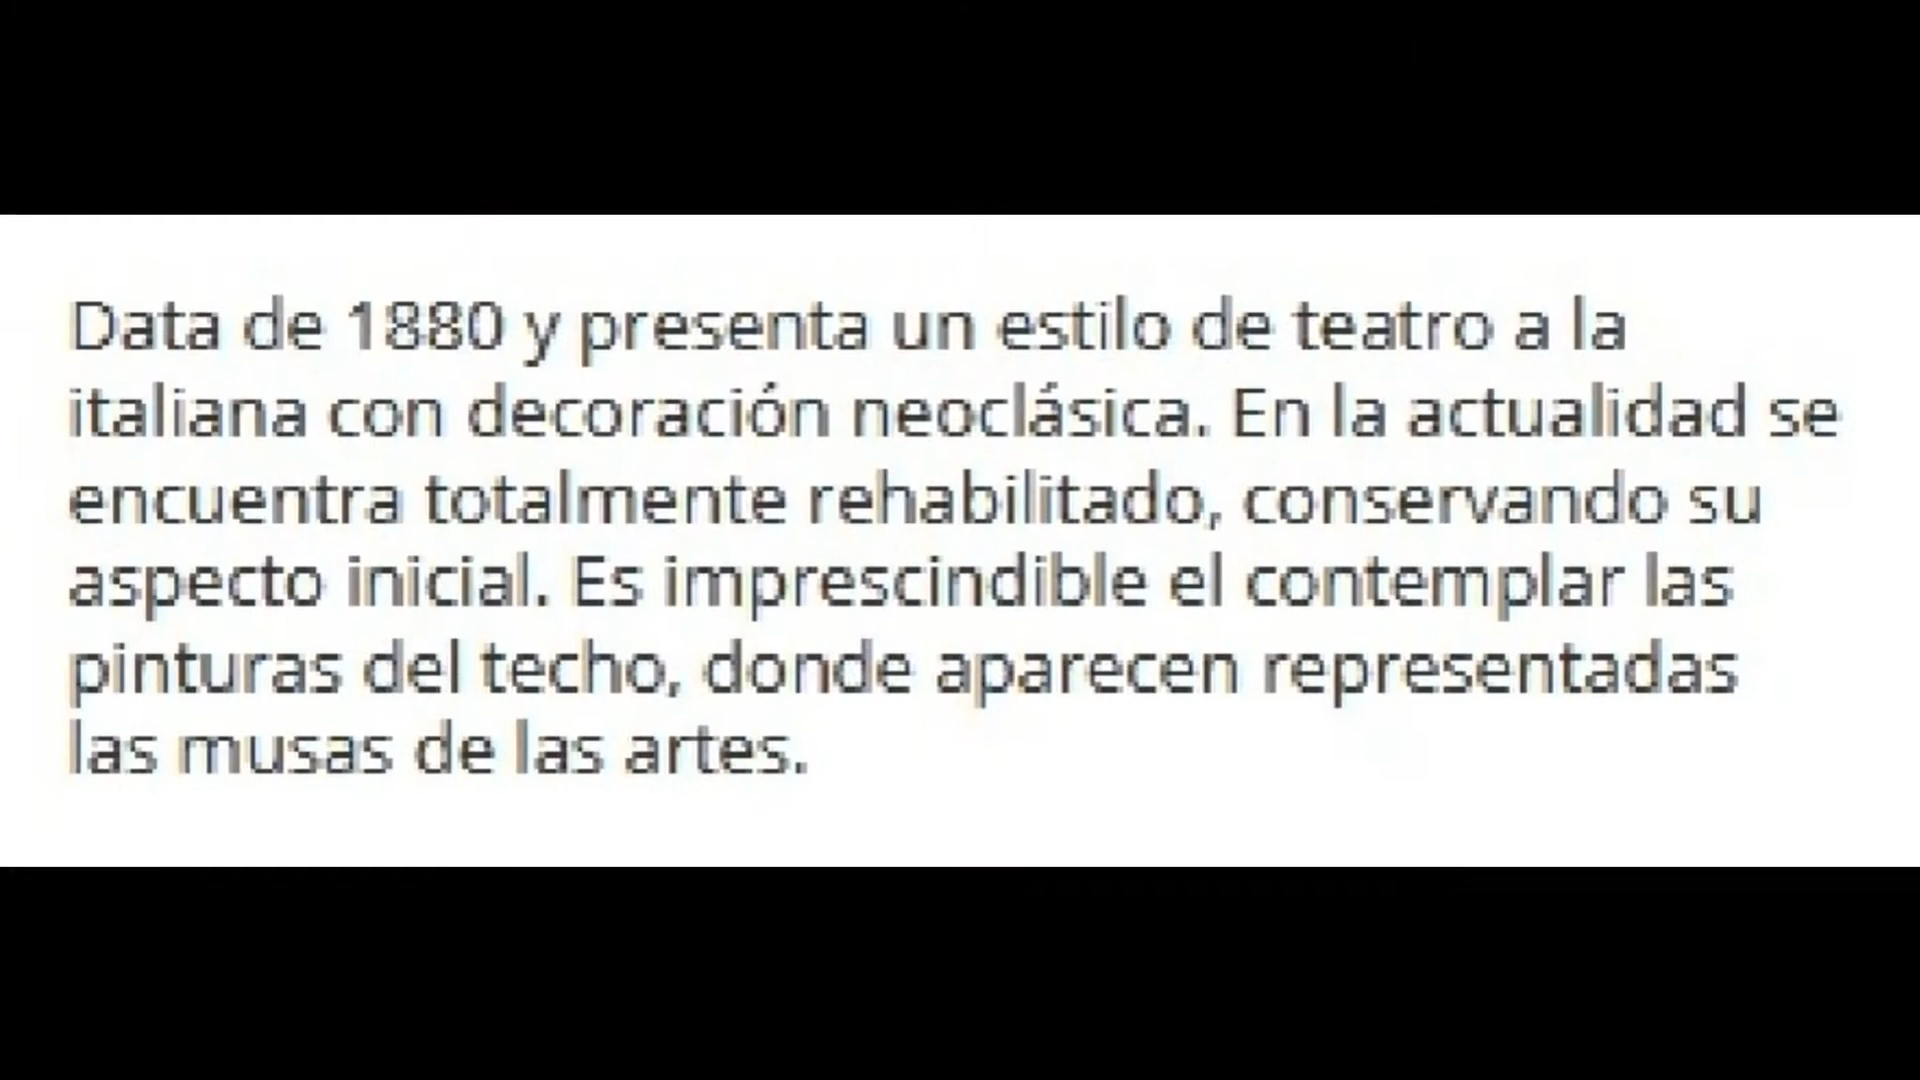 Data de 1880 y presenta un estilo de teatro a la
italiana con decoración neoclásica. En la actualidad se
encuentra totalmente rehabilitado, conservando su
aspecto inicial. Es imprescindible el contemplar las
pinturas del techo, donde aparecen representadas
las musas de las artes.